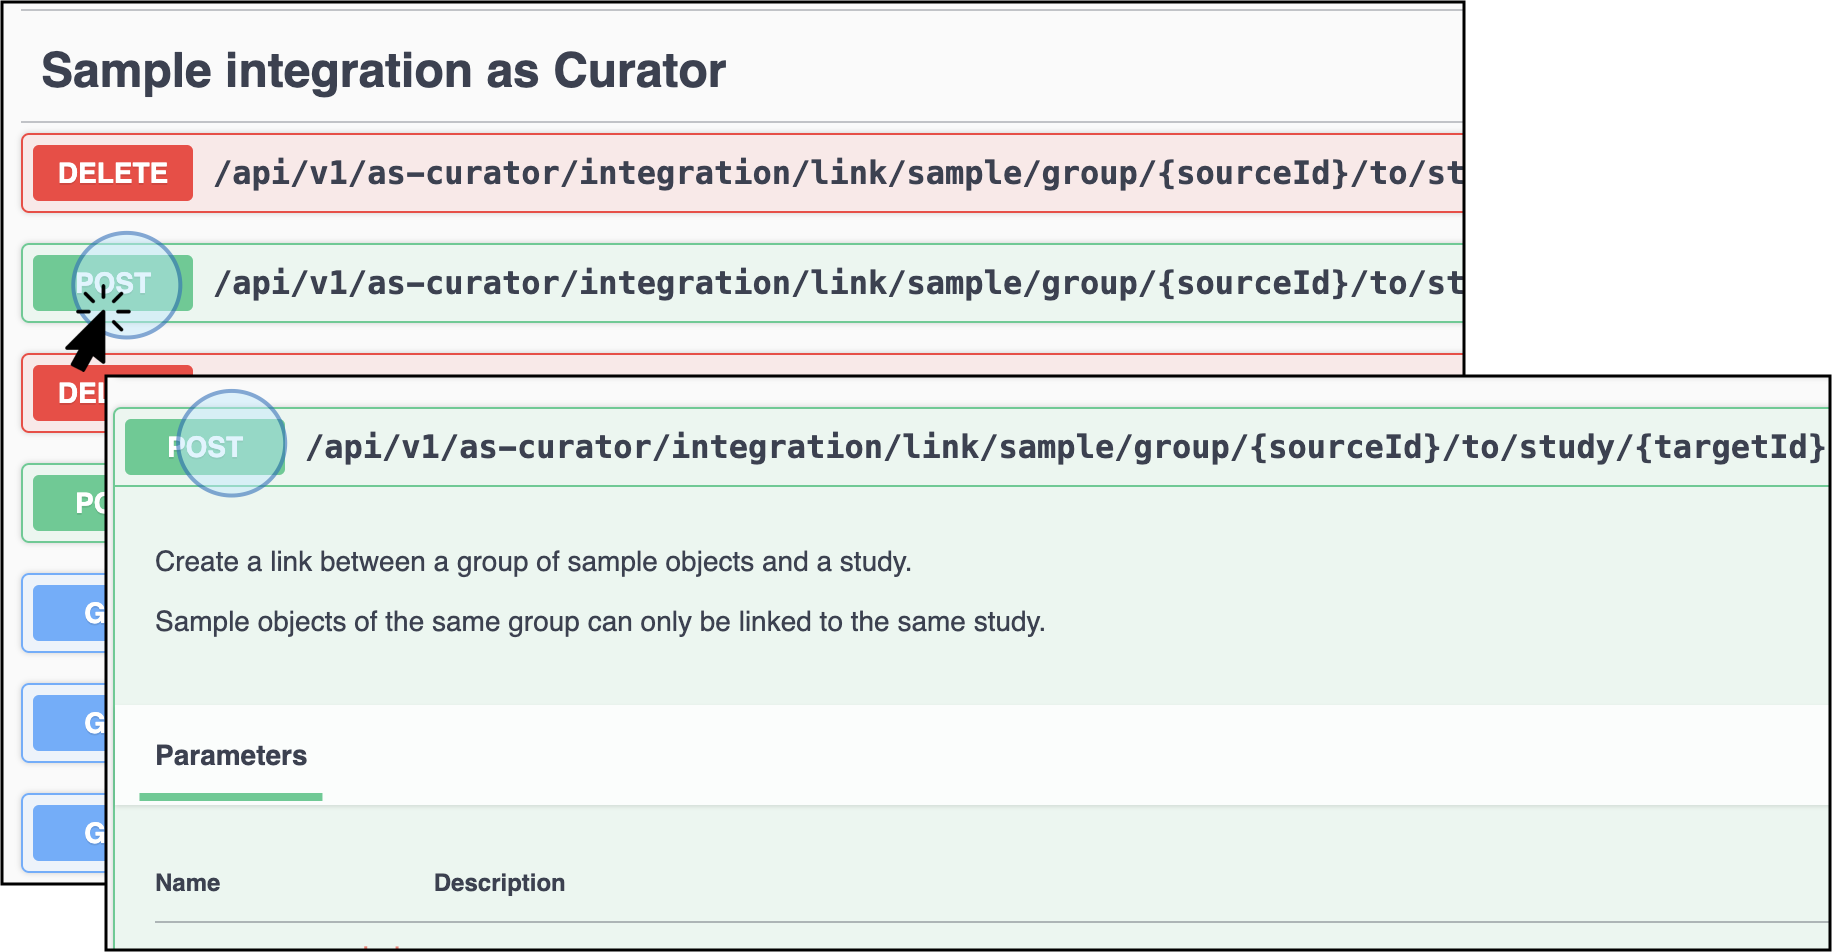 Sample integration as Curator
DELETE /api/v1/as-curator/integration/link/sample/group/{sourceId}/to/st
POST /api/v1/as-curator/integration/link/sample/group/{sourceId}/to/st
DEL
PO
G
G
G
POST /api/v1/as-curator/integration/link/sample/group/{sourceId}/to/study/{targetId}
Create a link between a group of sample objects and a study.
Sample objects of the same group can only be linked to the same study.
Parameters
Name Description